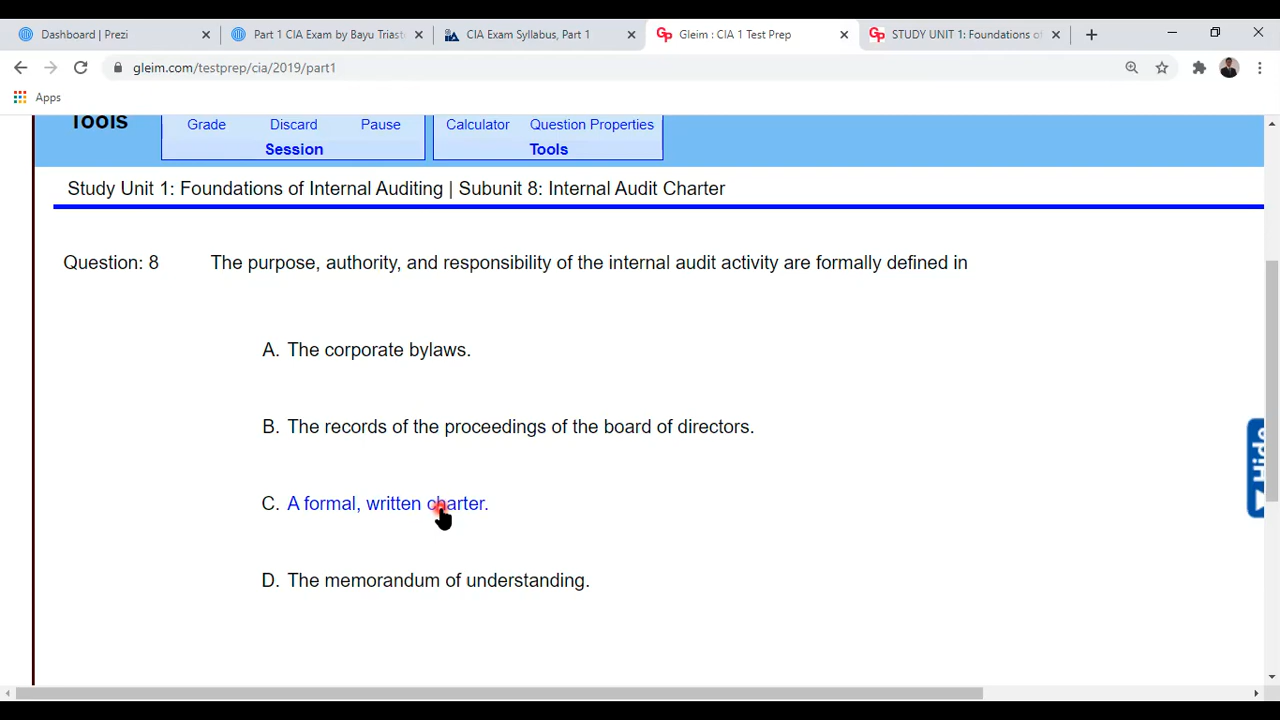 Dashboard | Prezi
Part 1 CIA Exam by Bayu
CIA Exam Syllabus, Part 1
Gleim : CIA 1 Test Prep
STUDY UNIT 1: Foundations of
gleim.com/testprep/cia/2019/part1
Apps
Tools
Grade Discard Pause
Session
Calculator Question Properties
Tools
Study Unit 1: Foundations of Internal Auditing | Subunit 8: Internal Audit Charter
Question: 8 The purpose, authority, and responsibility of the internal audit activity are formally defined in
A. The corporate bylaws.
B. The records of the proceedings of the board of directors.
C. A formal, written charter.
D. The memorandum of understanding.
Hide